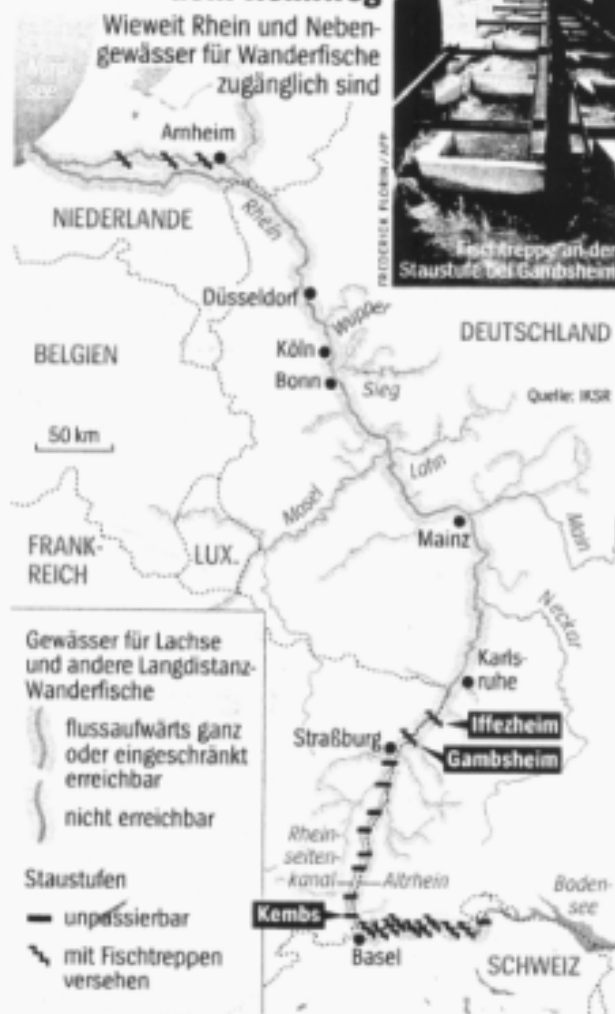 Wieweit Rhein und Neben-
gewässer für Wanderfische
zugänglich sind
FREDERICK FLORIN / AFP
Fischtreppe an der
Staustufe bei Gambsheim
Arnheim
NIEDERLANDE
Rhein
Düsseldorf
Wupper
DEUTSCHLAND
BELGIEN
Köln
Bonn
Sieg
Quelle: IKSR
50 km
Lahn
Mosel
Main
Mainz
FRANK-
REICH
LUX.
Neckar
Karls-
ruhe
Iffezheim
Straßburg
Gambsheim
Rhein-
seiten-
kanal
Altrhein
Boden-
see
Kembs
Basel
SCHWEIZ
Gewässer für Lachse
und andere Langdistanz-
Wanderfische
flussaufwärts ganz
oder eingeschränkt
erreichbar
nicht erreichbar
Staustufen
unpassierbar
mit Fischtreppen
versehen